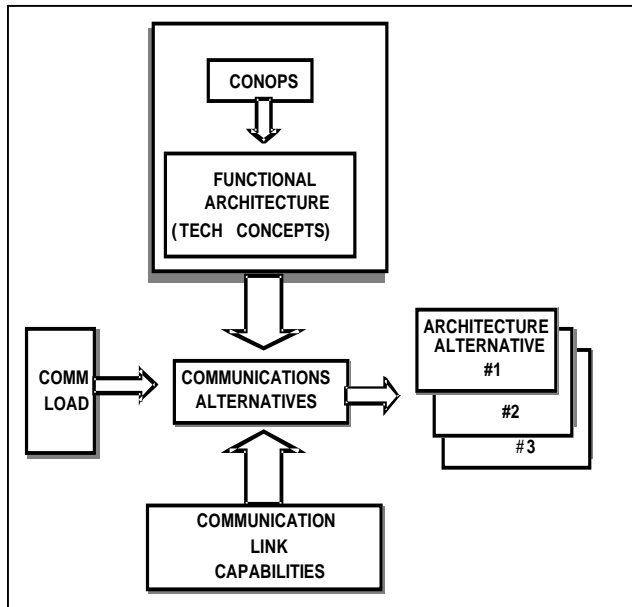 CONOPS
FUNCTIONAL
ARCHITECTURE
(TECH CONCEPTS)
COMM
LOAD
COMMUNICATIONS
ALTERNATIVES
ARCHITECTURE
ALTERNATIVE
#1
#2
#3
COMMUNICATION
LINK
CAPABILITIES